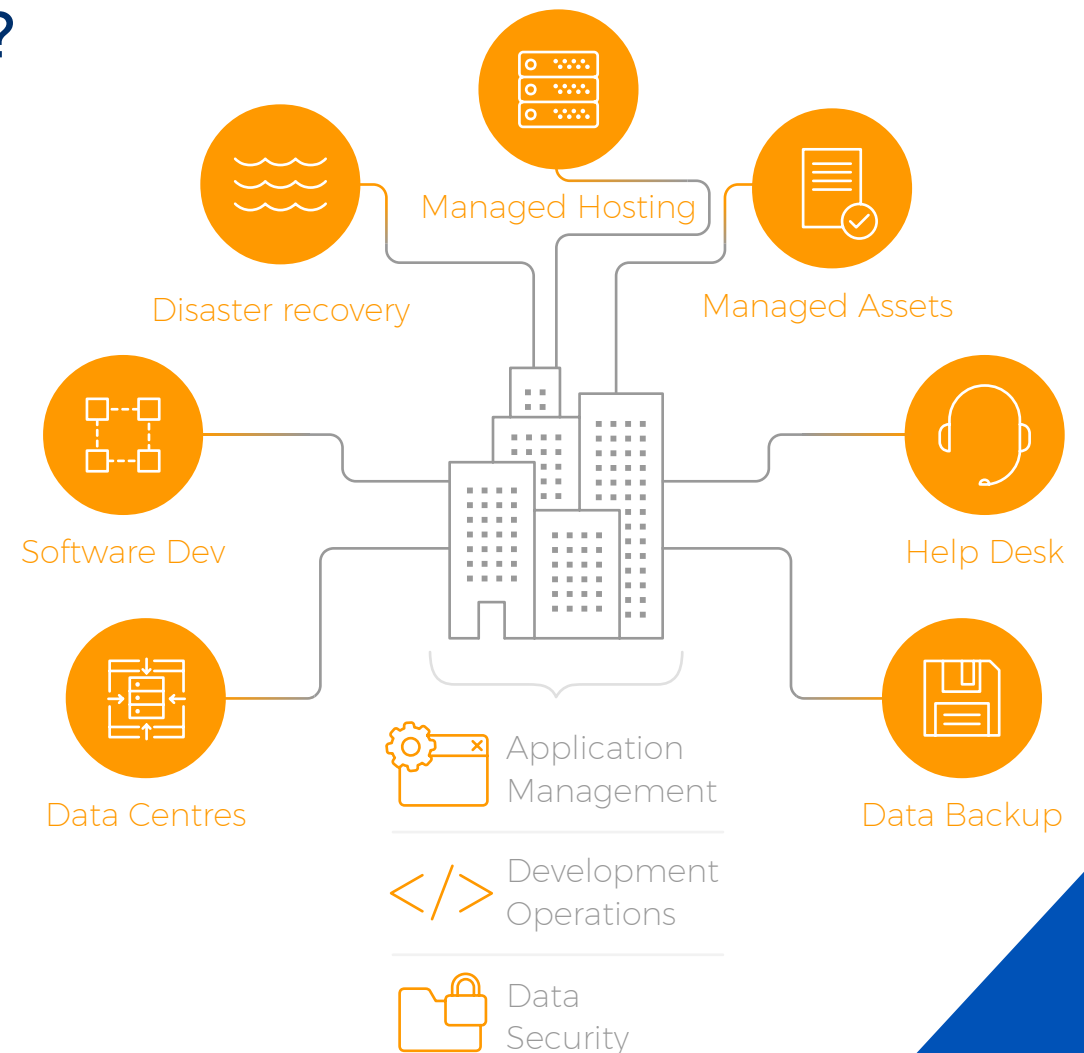 ?
Managed Hosting
Disaster recovery
Managed Assets
Software Dev
Help Desk
Data Centres
Data Backup
Application
Management
Development
Operations
Data
Security